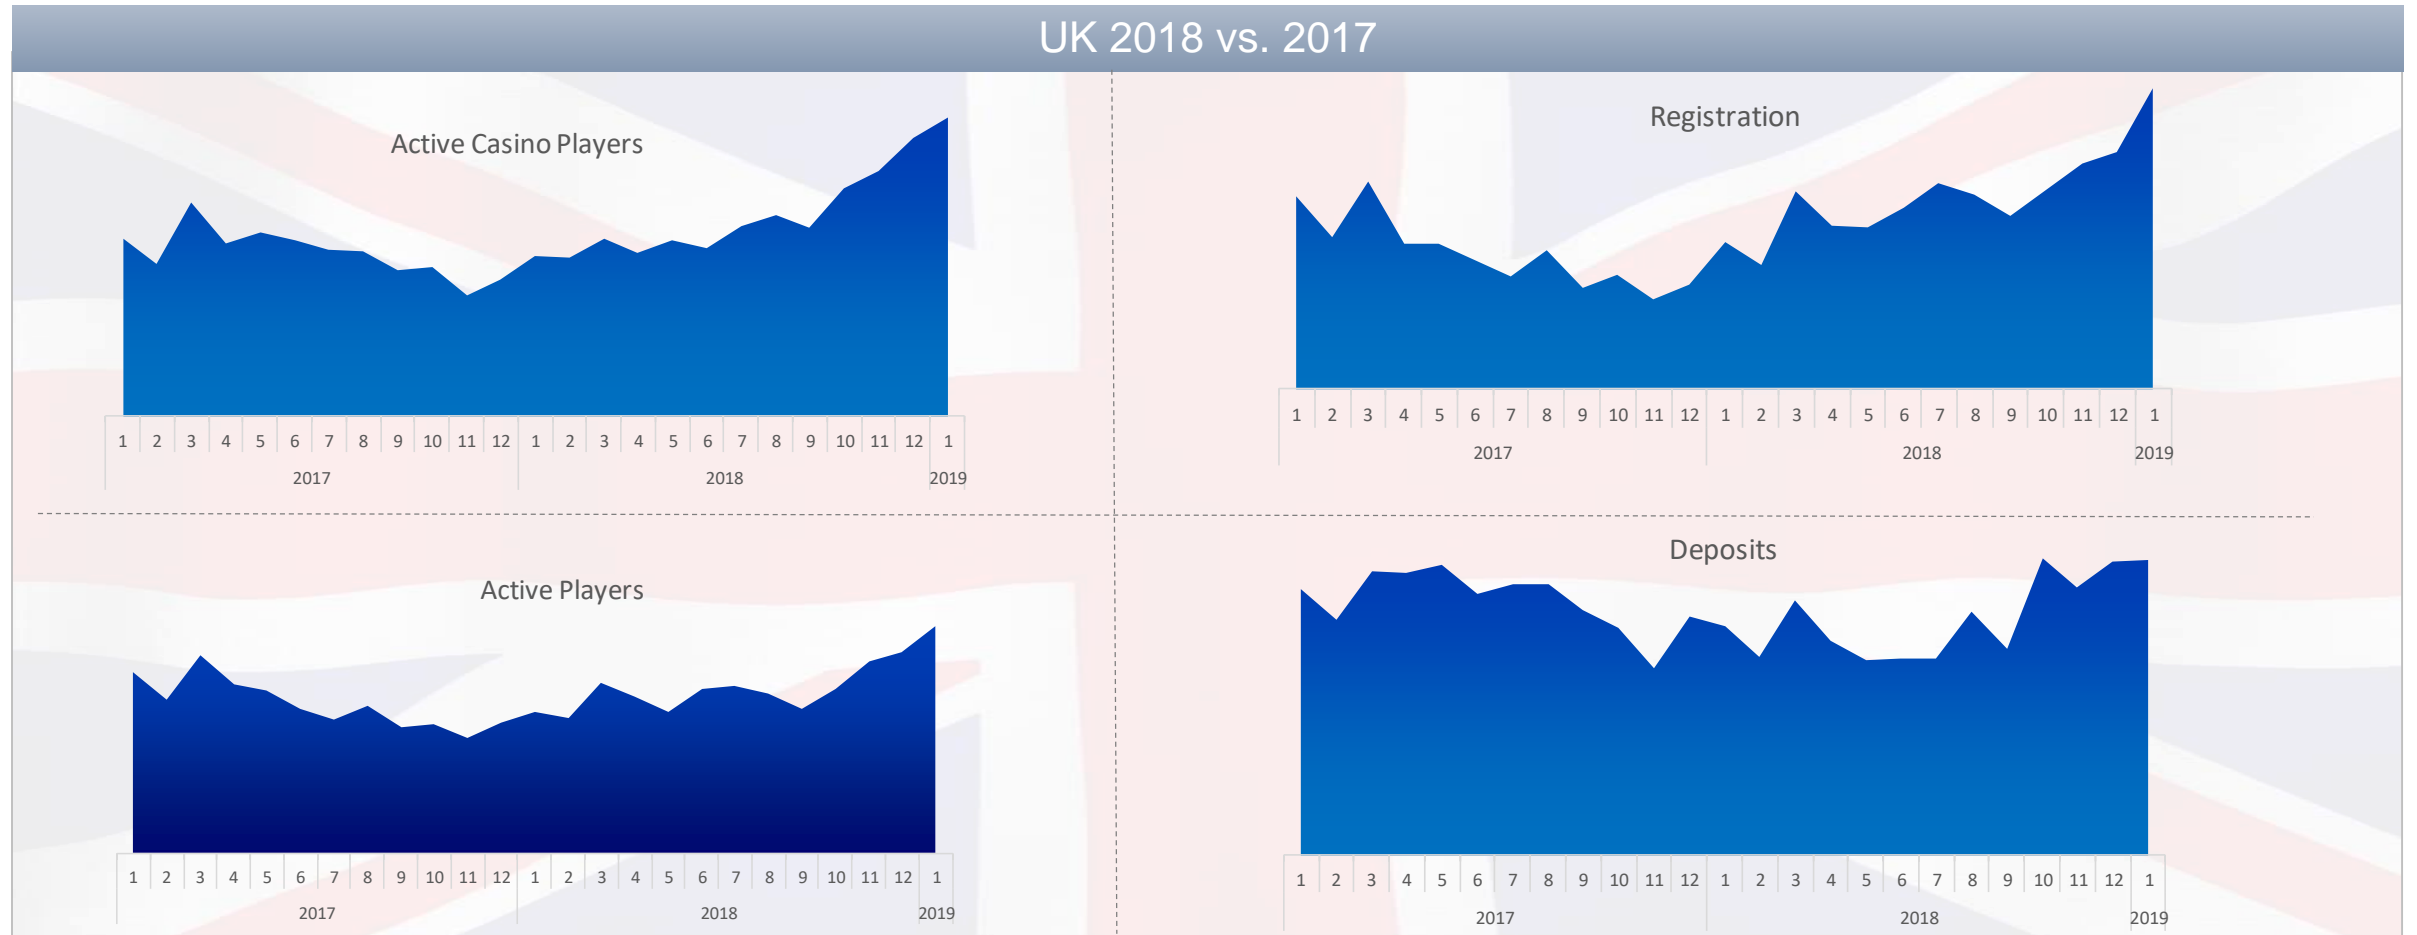 UK 2018 vs. 2017
Active Casino Players
1 2 3 4 5 6 7 8 9 10 11 12 1 2 3 4 5 6 7 8 9 10 11 12 1
2017 2018 2019
Registration
1 2 3 4 5 6 7 8 9 10 11 12 1 2 3 4 5 6 7 8 9 10 11 12 1
2017 2018 2019
Active Players
1 2 3 4 5 6 7 8 9 10 11 12 1 2 3 4 5 6 7 8 9 10 11 12 1
2017 2018 2019
Deposits
1 2 3 4 5 6 7 8 9 10 11 12 1 2 3 4 5 6 7 8 9 10 11 12 1
2017 2018 2019